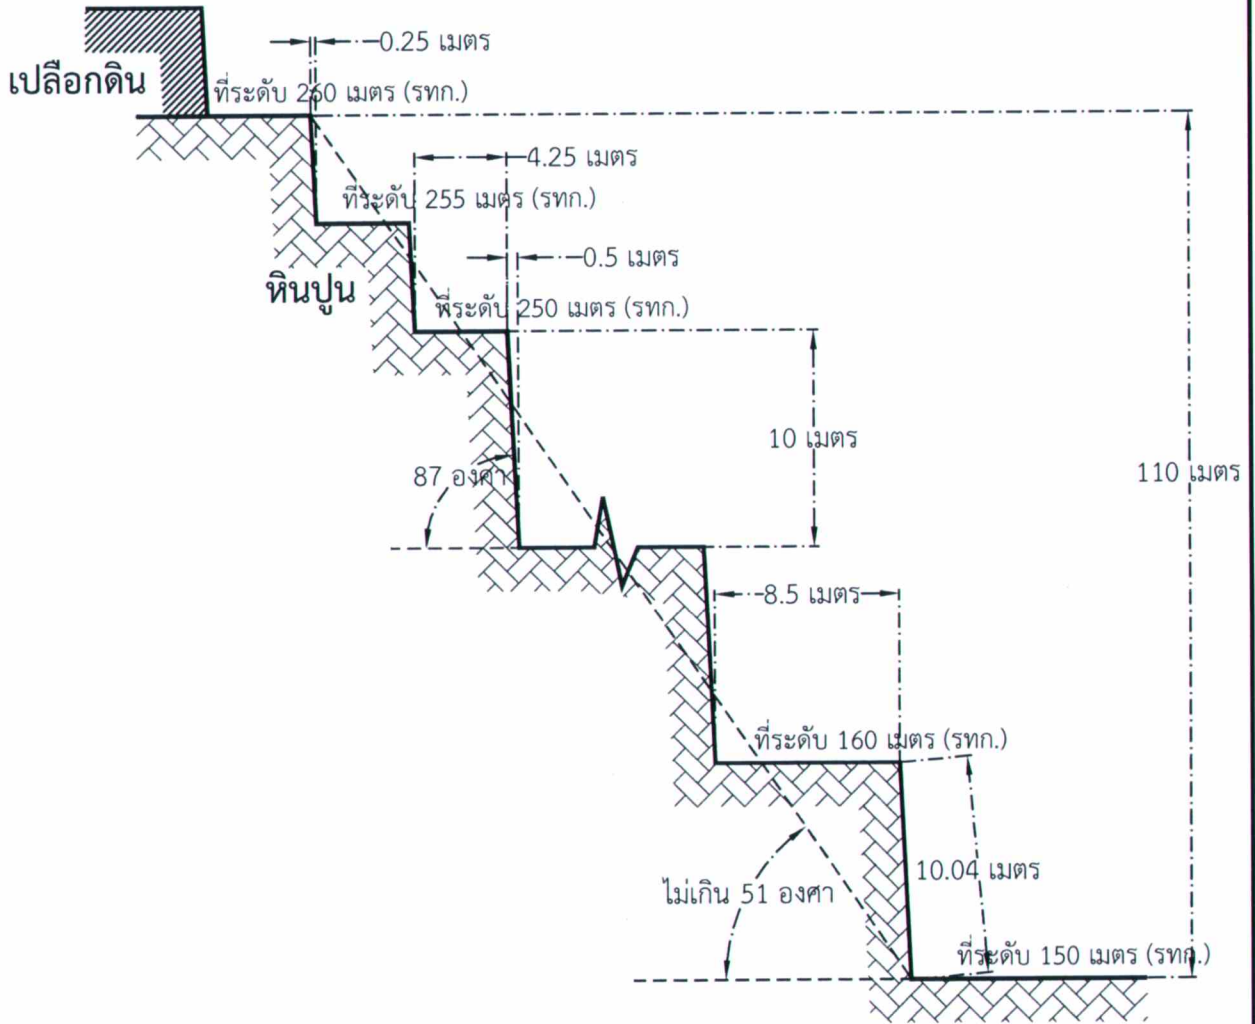 0.25 เมตร
เปลือกดิน
ที่ระดับ 260 เมตร (รทก.)
4.25 เมตร
ที่ระดับ 255 เมตร (รทก.)
0.5 เมตร
หินปูน
ที่ระดับ 250 เมตร (รทก.)
10 เมตร
87 องศา
110 เมตร
8.5 เมตร
ที่ระดับ 160 เมตร (รทก.)
10.04 เมตร
ไม่เกิน 51 องศา
ที่ระดับ 150 เมตร (รทก.)